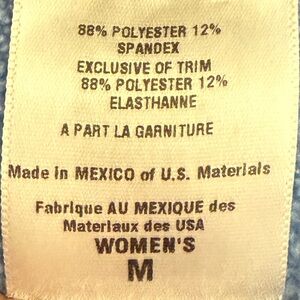 88% POLYESTER 12%
SPANDEX
EXCLUSIVE OF TRIM
88% POLYESTER 12%
ELASTHANNE
A PART LA GARNITURE
Made in MEXICO of U.S. Materials
Fabrique AU MEXIQUE des
Materiaux des USA
WOMEN'S
M